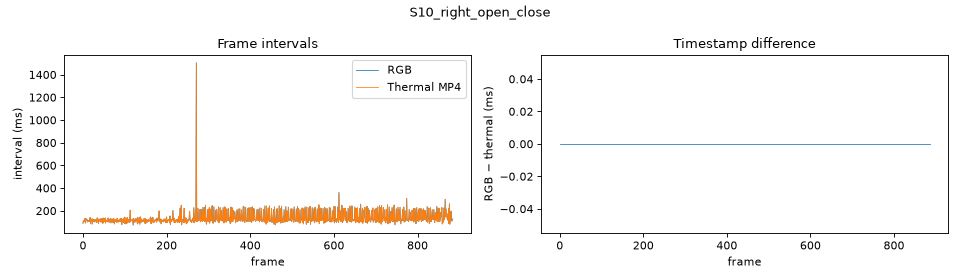 S10_right_open_close
Frame intervals
interval (ms)
1400
1200
1000
800
600
400
200
0
200
400
600
800
frame
RGB
Thermal MP4
Timestamp difference
RGB − thermal (ms)
0.04
0.02
0.00
−0.02
−0.04
0
200
400
600
800
frame